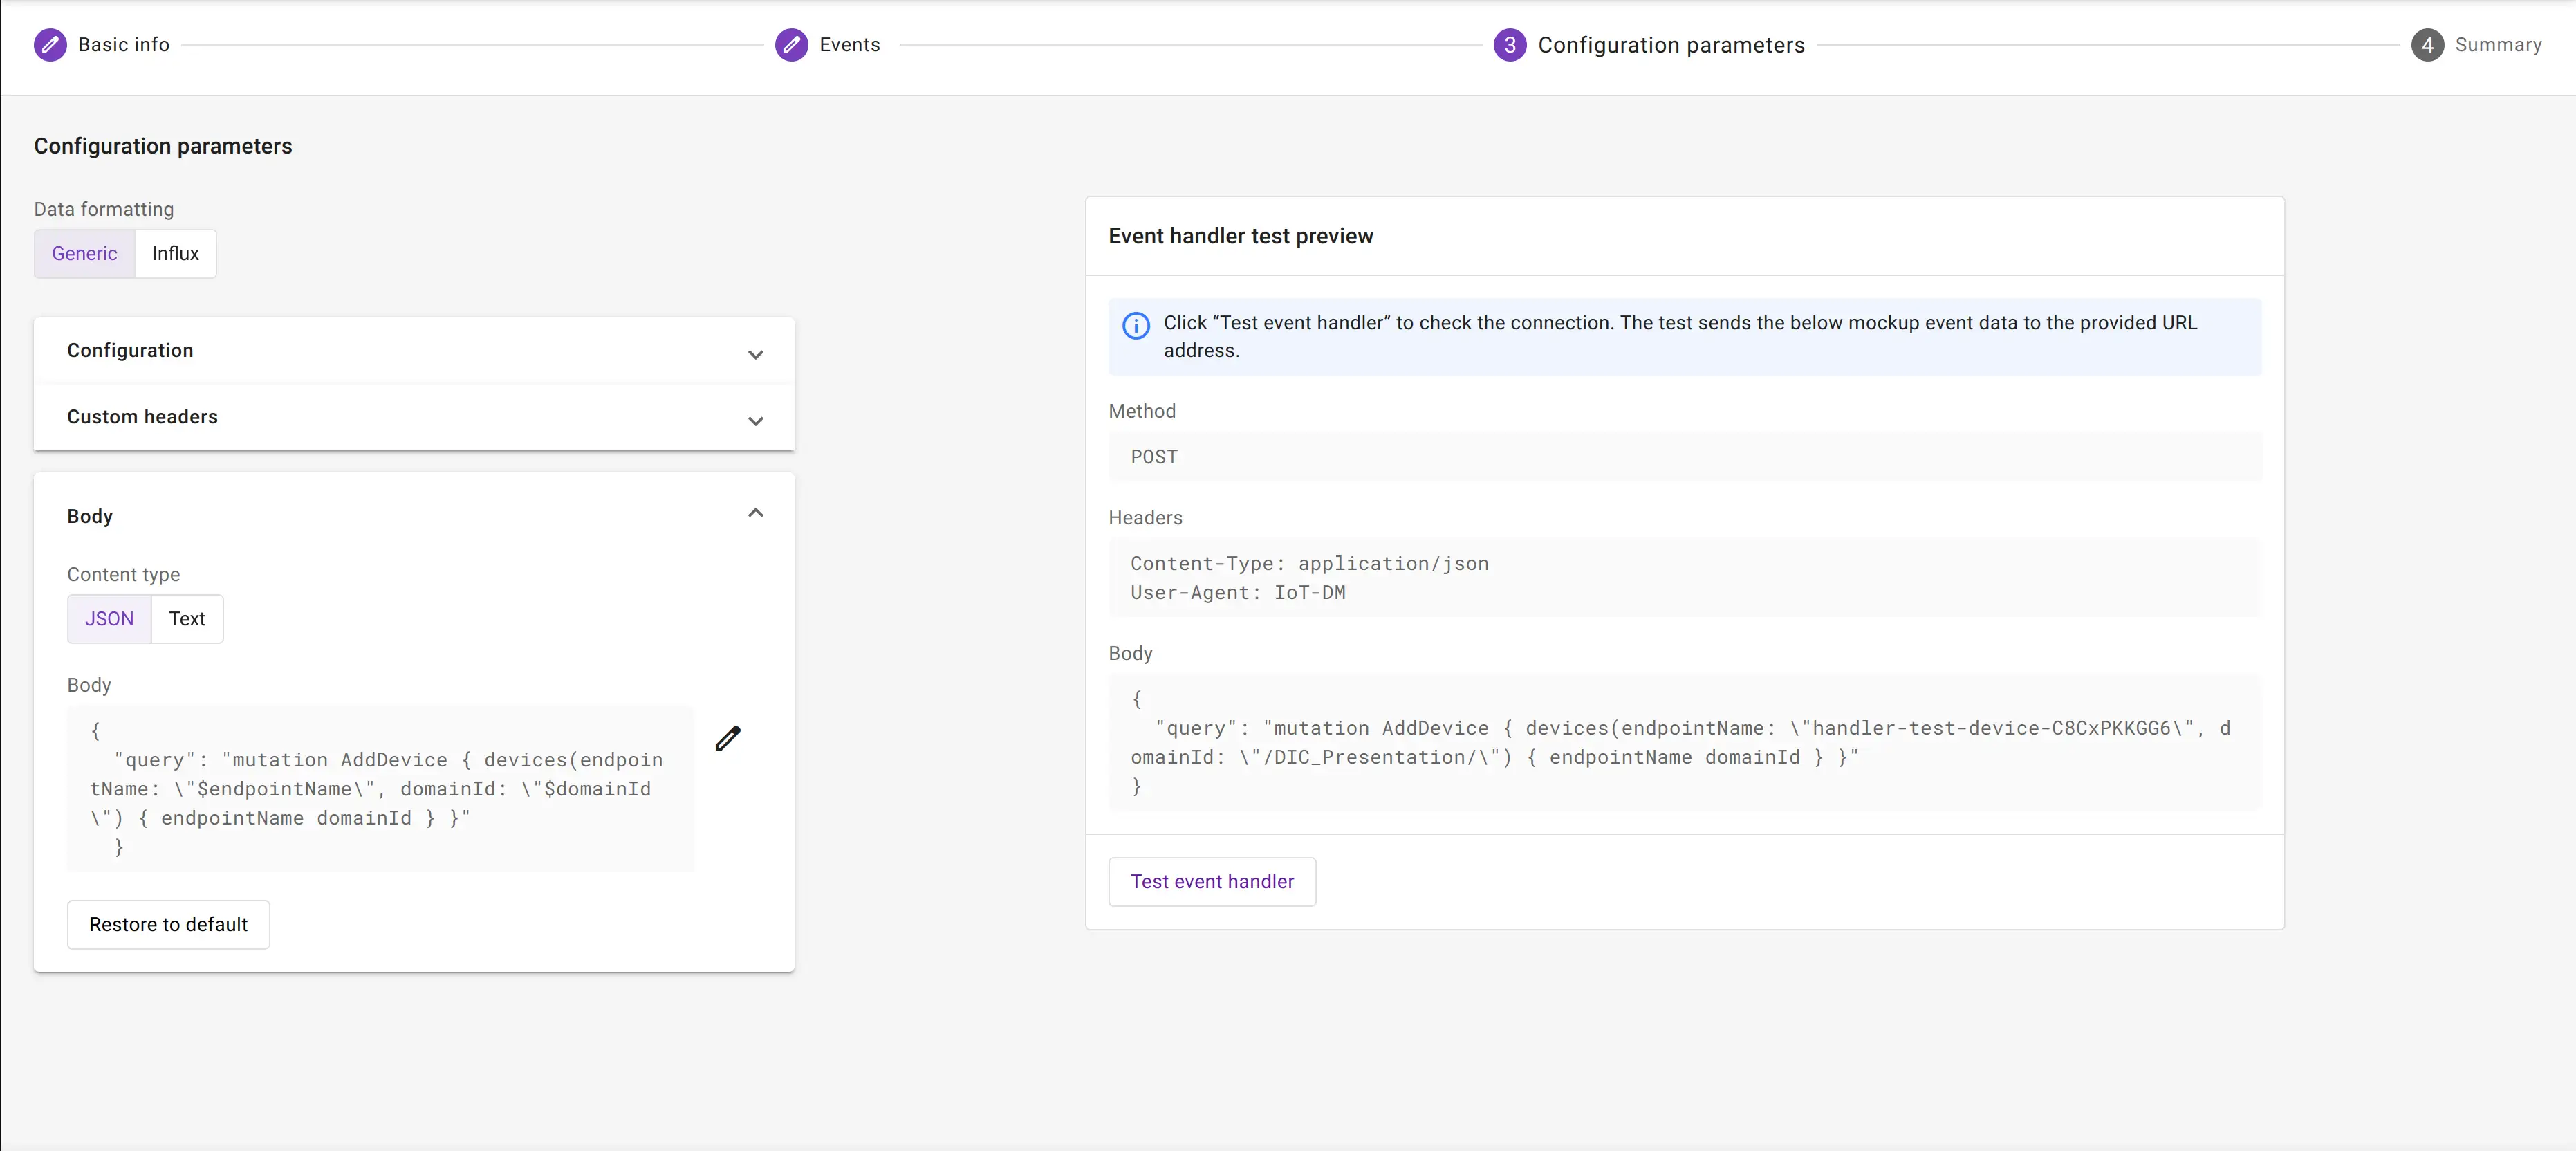 Basic info
Events
3 Configuration parameters
4 Summary
Configuration parameters
Data formatting
Generic Influx
Configuration
Custom headers
Body
Content type
JSON Text
Body
{
  "query": "mutation AddDevice { devices(endpoin
tName: \"$endpointName\", domainId: \"$domainId
\") { endpointName domainId } }"
  }
Restore to default
Event handler test preview
Click “Test event handler” to check the connection. The test sends the below mockup event data to the provided URL
address.
Method
POST
Headers
Content-Type: application/json
User-Agent: IoT-DM
Body
{
  "query": "mutation AddDevice { devices(endpointName: \"handler-test-device-C8CxPKKGG6\", d
omainId: \"/DIC_Presentation/\") { endpointName domainId } }"
}
Test event handler